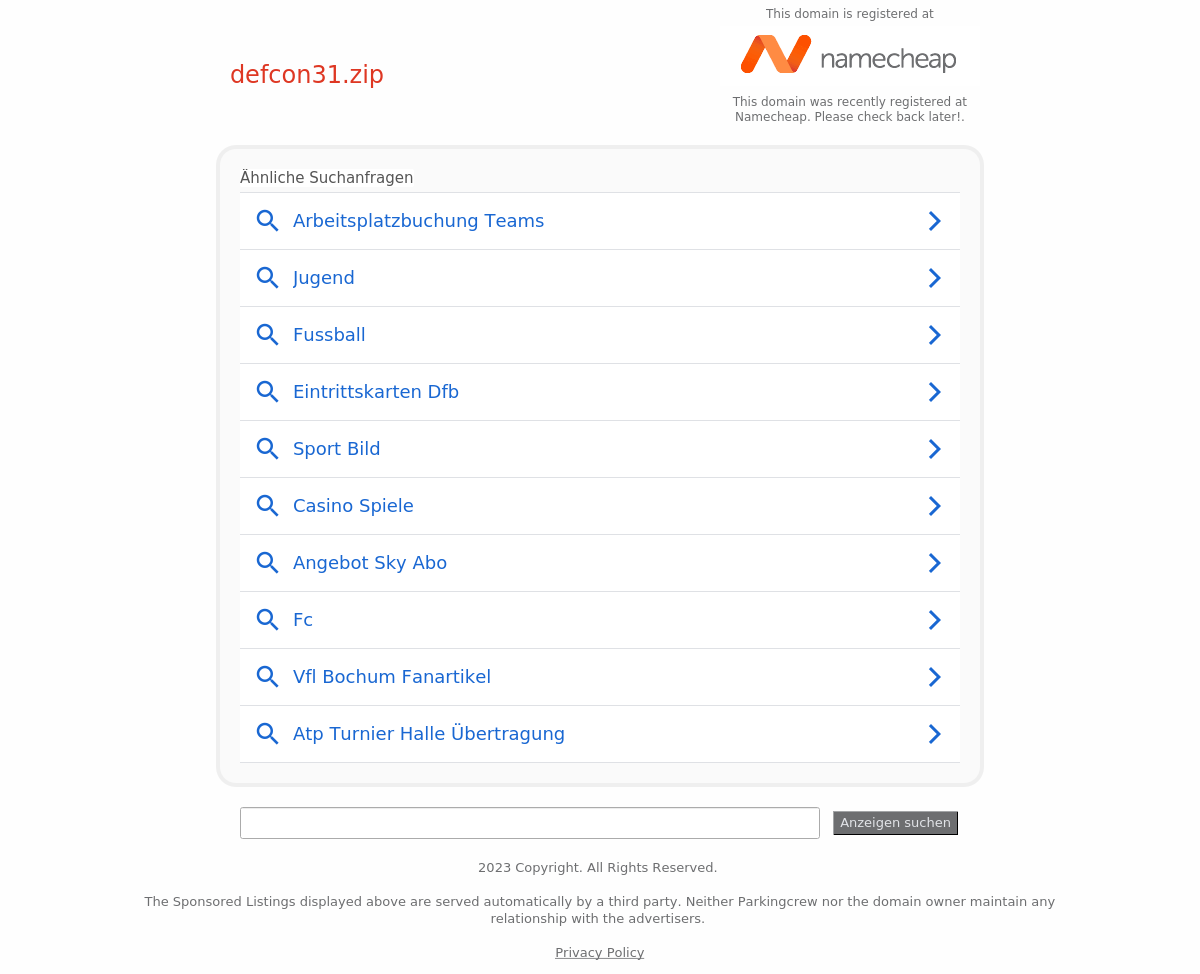 This domain is registered at
namecheap
defcon31.zip
This domain was recently registered at
Namecheap. Please check back later!.
Ähnliche Suchanfragen
Arbeitsplatzbuchung Teams
Jugend
Fussball
Eintrittskarten Dfb
Sport Bild
Casino Spiele
Angebot Sky Abo
Fc
Vfl Bochum Fanartikel
Atp Turnier Halle Übertragung
Anzeigen suchen
2023 Copyright. All Rights Reserved.
The Sponsored Listings displayed above are served automatically by a third party. Neither Parkingcrew nor the domain owner maintain any
relationship with the advertisers.
Privacy Policy